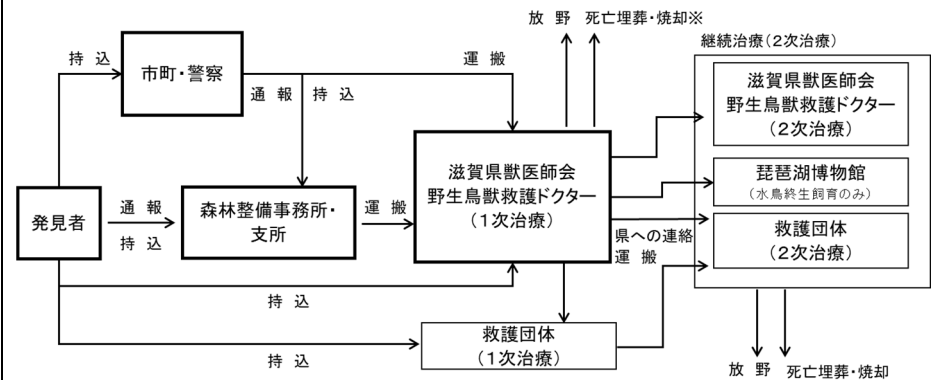 放 野
死亡埋葬・焼却※
継続治療(2次治療)
持 込
市町・警察
運 搬
通 報
持 込
滋賀県獣医師会
野生鳥獣救護ドクター
(2次治療)
滋賀県獣医師会
野生鳥獣救護ドクター
(1次治療)
琵琶湖博物館
(水鳥終生飼育のみ)
発見者
通 報
持 込
森林整備事務所・
支所
運 搬
県への連絡
運 搬
救護団体
(2次治療)
持 込
救護団体
(1次治療)
持 込
放 野
死亡埋葬・焼却